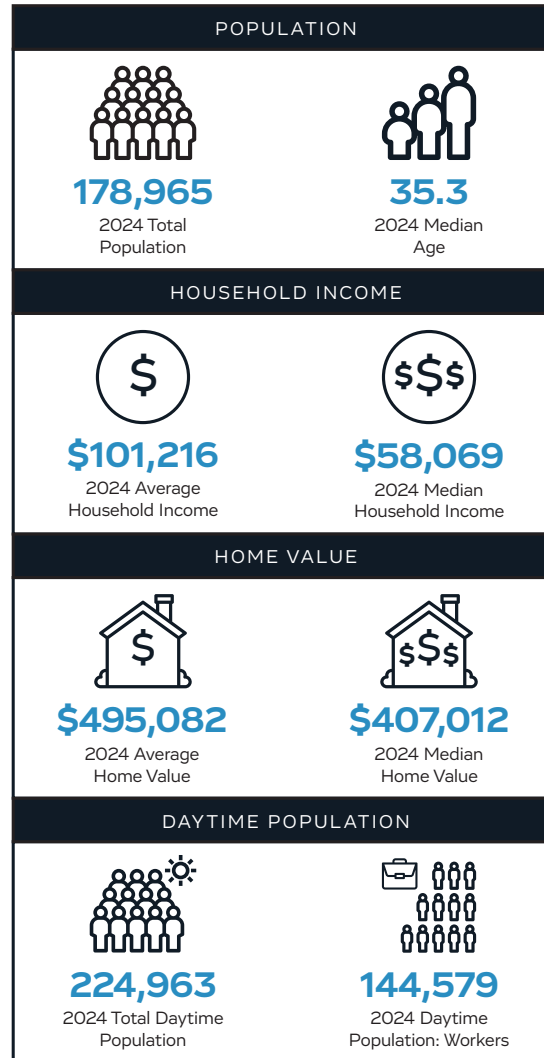 POPULATION
178,965
2024 Total
Population
35.3
2024 Median
Age
HOUSEHOLD INCOME
$
$101,216
2024 Average
Household Income
$$$
$58,069
2024 Median
Household Income
HOME VALUE
$
$495,082
2024 Average
Home Value
$$$
$407,012
2024 Median
Home Value
DAYTIME POPULATION
224,963
2024 Total Daytime
Population
144,579
2024 Daytime
Population: Workers